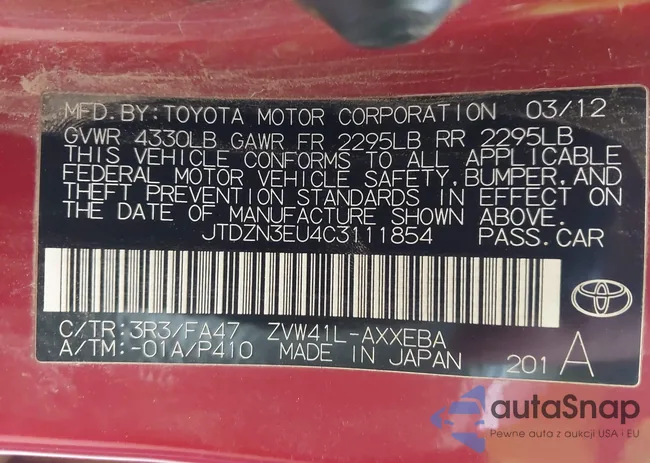 MFD. BY: TOYOTA MOTOR CORPORATION 03/12
GVWR 4330LB GAWR FR 2295LB RR 2295LB
THIS VEHICLE CONFORMS TO ALL APPLICABLE
FEDERAL MOTOR VEHICLE SAFETY, BUMPER, AND
THEFT PREVENTION STANDARDS IN EFFECT ON
THE DATE OF MANUFACTURE SHOWN ABOVE.
JTDZN3EU4C3111854 PASS. CAR
C/TR: 3R3/FA47 ZVW41L-AXXEBA
A/TM: -01A/P410 MADE IN JAPAN
201 A
autaSnap
Pewne auta z aukcji USA i EU